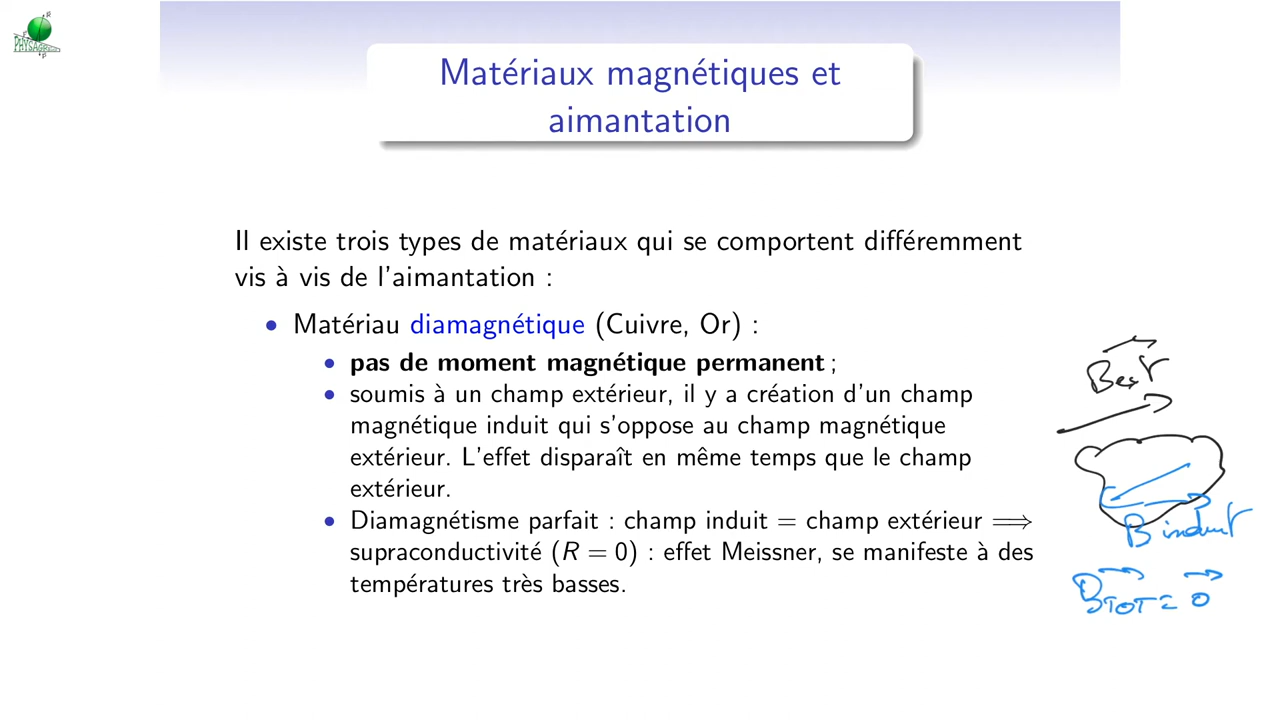 Matériaux magnétiques et
aimantation
Il existe trois types de matériaux qui se comportent différemment
vis à vis de l'aimantation :
• Matériau diamagnétique (Cuivre, Or) :
• pas de moment magnétique permanent ;
• soumis à un champ extérieur, il y a création d'un champ
magnétique induit qui s'oppose au champ magnétique
extérieur. L'effet disparaît en même temps que le champ
extérieur.
• Diamagnétisme parfait : champ induit = champ extérieur ⟹
supraconductivité (R = 0) : effet Meissner, se manifeste à des
températures très basses.
B induit
B TOT = 0